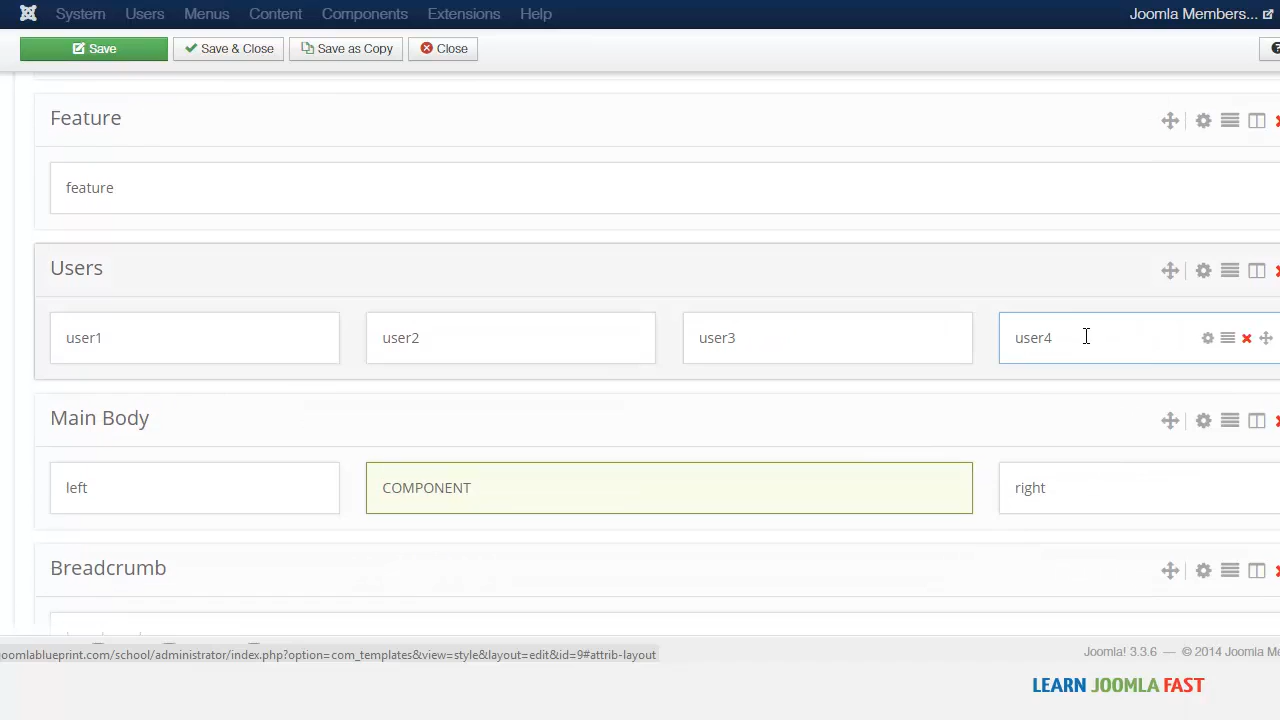 System Users Menus Content Components Extensions Help Joomla Members...
Save Save & Close Save as Copy Close
Feature
feature
Users
user1 user2 user3 user4
Main Body
left COMPONENT right
Breadcrumb
oomlablueprint.com/school/administrator/index.php?option=com_templates&view=style&layout=edit&id=9#attrib-layout
Joomla! 3.3.6 — © 2014 Joomla Me
LEARN JOOMLA FAST